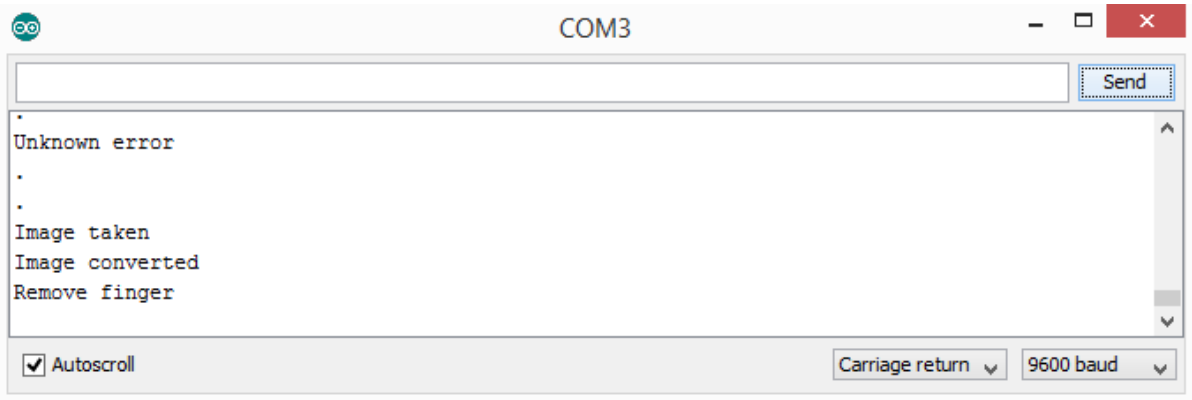 COM3
Send
.
Unknown error
.
.
Image taken
Image converted
Remove finger
Autoscroll
Carriage return
9600 baud